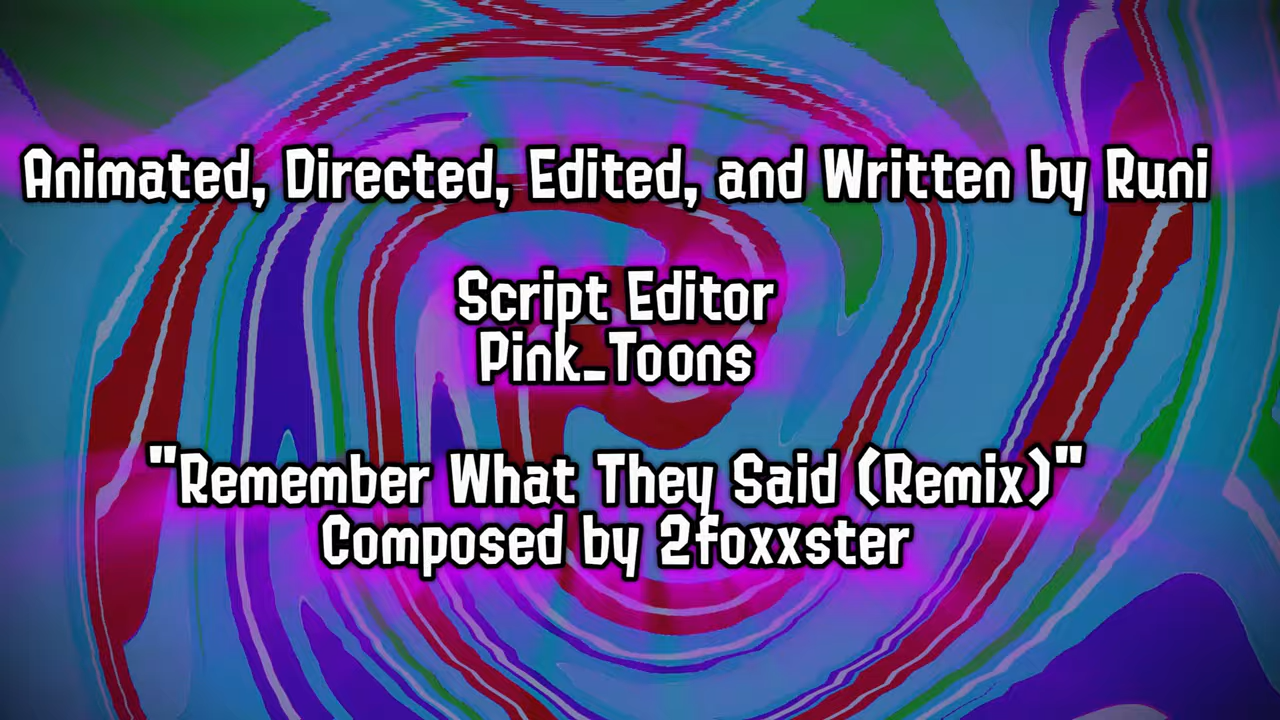 Animated, Directed, Edited, and Written by Runi
Script Editor
Pink_Toons
"Remember What They Said (Remix)"
Composed by 2foxxster